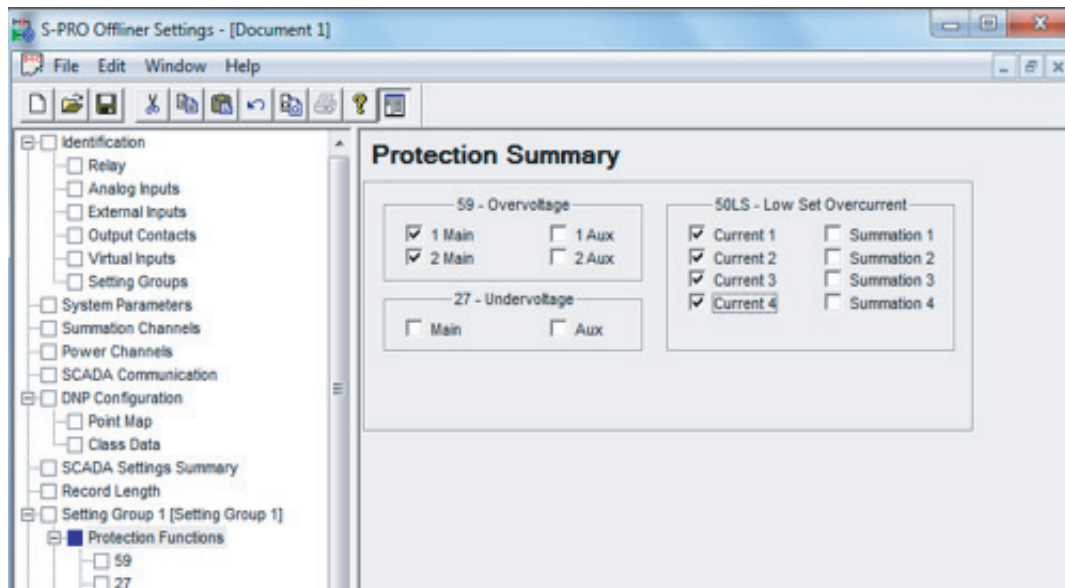 S-PRO Offliner Settings - [Document 1]
File Edit Window Help
Identification
Relay
Analog Inputs
External Inputs
Output Contacts
Virtual Inputs
Setting Groups
System Parameters
Summation Channels
Power Channels
SCADA Communication
DNP Configuration
Point Map
Class Data
SCADA Settings Summary
Record Length
Setting Group 1 [Setting Group 1]
Protection Functions
59
27
Protection Summary
59 - Overvoltage
1 Main 1 Aux
2 Main 2 Aux
27 - Undervoltage
Main Aux
50LS - Low Set Overcurrent
Current 1 Summation 1
Current 2 Summation 2
Current 3 Summation 3
Current 4 Summation 4